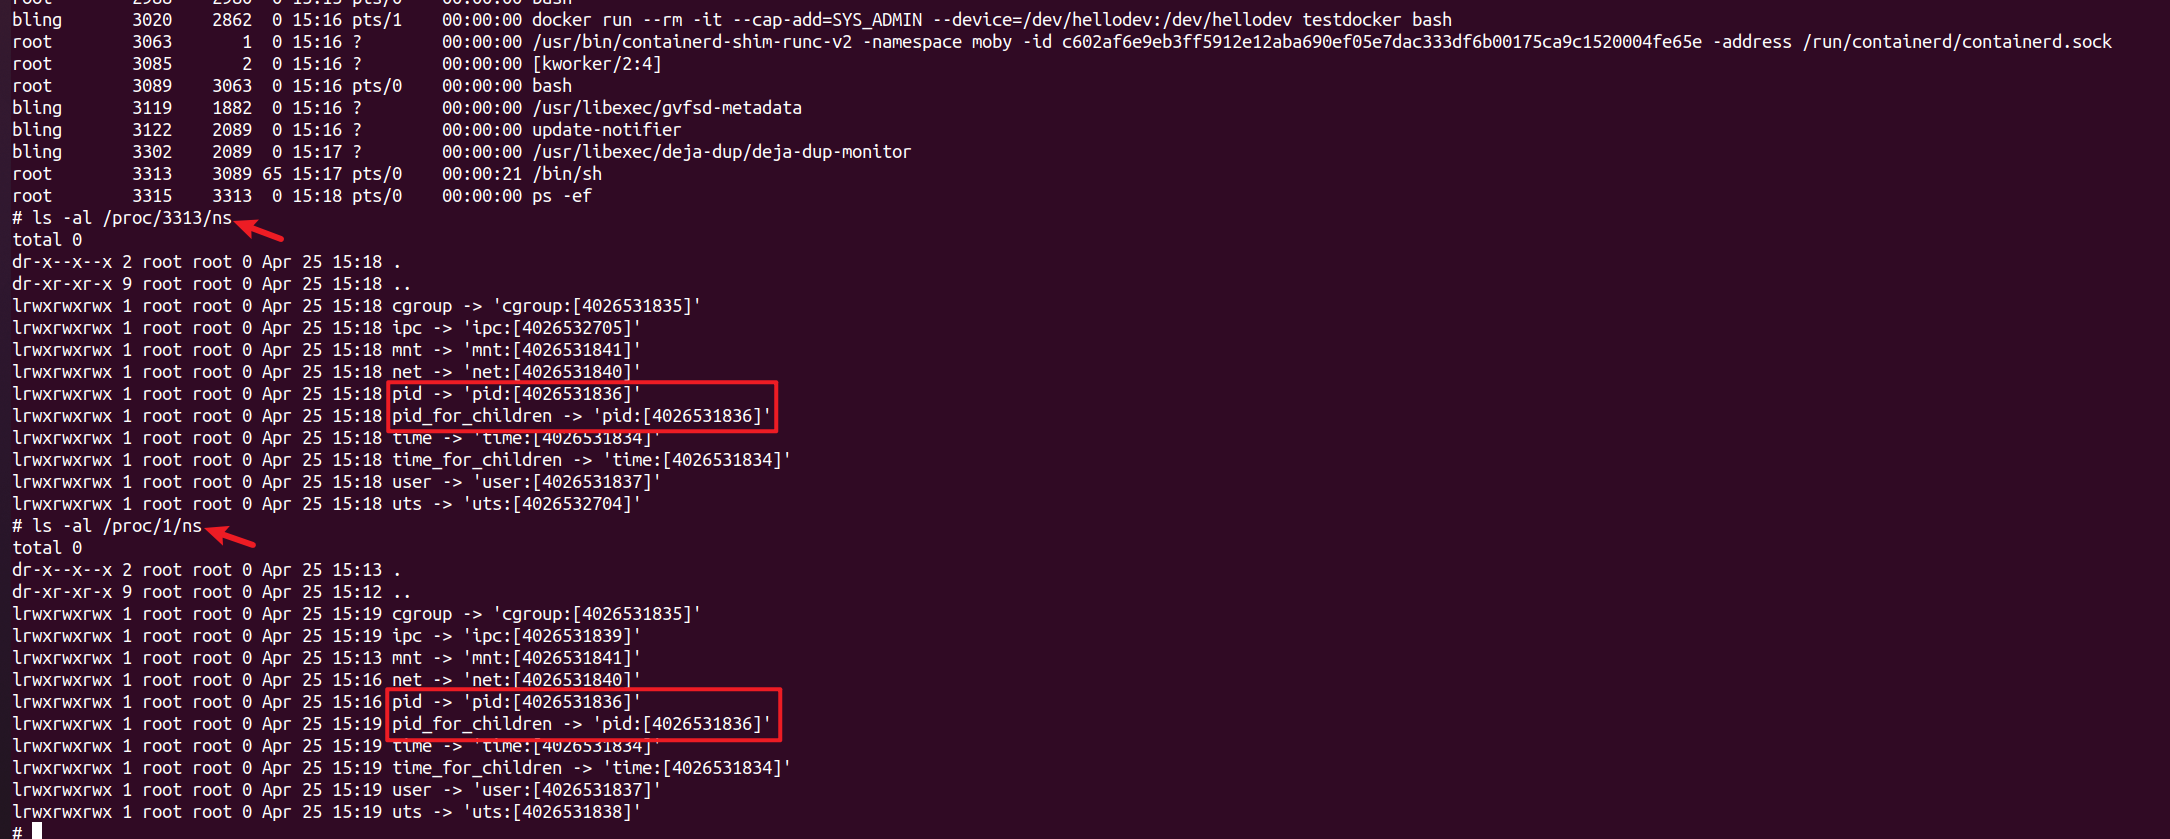 root 2988 2980 0 15:15 pts/0 00:00:00 bash
bling 3020 2862 0 15:16 pts/1 00:00:00 docker run --rm -it --cap-add=SYS_ADMIN --device=/dev/hellodev:/dev/hellodev testdocker bash
root 3063 1 0 15:16 ? 00:00:00 /usr/bin/containerd-shim-runc-v2 -namespace moby -id c602af6e9eb3ff5912e12aba690ef05e7dac333df6b00175ca9c1520004fe65e -address /run/containerd/containerd.sock
root 3085 2 0 15:16 ? 00:00:00 [kworker/2:4]
root 3089 3063 0 15:16 pts/0 00:00:00 bash
bling 3119 1882 0 15:16 ? 00:00:00 /usr/libexec/gvfsd-metadata
bling 3122 2089 0 15:16 ? 00:00:00 update-notifier
bling 3302 2089 0 15:17 ? 00:00:00 /usr/libexec/deja-dup/deja-dup-monitor
root 3313 3089 65 15:17 pts/0 00:00:21 /bin/sh
root 3315 3313 0 15:18 pts/0 00:00:00 ps -ef
# ls -al /proc/3313/ns
total 0
dr-x--x--x 2 root root 0 Apr 25 15:18 .
dr-xr-xr-x 9 root root 0 Apr 25 15:18 ..
lrwxrwxrwx 1 root root 0 Apr 25 15:18 cgroup -> 'cgroup:[4026531835]'
lrwxrwxrwx 1 root root 0 Apr 25 15:18 ipc -> 'ipc:[4026532705]'
lrwxrwxrwx 1 root root 0 Apr 25 15:18 mnt -> 'mnt:[4026531841]'
lrwxrwxrwx 1 root root 0 Apr 25 15:18 net -> 'net:[4026531840]'
lrwxrwxrwx 1 root root 0 Apr 25 15:18 pid -> 'pid:[4026531836]'
lrwxrwxrwx 1 root root 0 Apr 25 15:18 pid_for_children -> 'pid:[4026531836]'
lrwxrwxrwx 1 root root 0 Apr 25 15:18 time -> 'time:[4026531834]'
lrwxrwxrwx 1 root root 0 Apr 25 15:18 time_for_children -> 'time:[4026531834]'
lrwxrwxrwx 1 root root 0 Apr 25 15:18 user -> 'user:[4026531837]'
lrwxrwxrwx 1 root root 0 Apr 25 15:18 uts -> 'uts:[4026532704]'
# ls -al /proc/1/ns
total 0
dr-x--x--x 2 root root 0 Apr 25 15:13 .
dr-xr-xr-x 9 root root 0 Apr 25 15:12 ..
lrwxrwxrwx 1 root root 0 Apr 25 15:19 cgroup -> 'cgroup:[4026531835]'
lrwxrwxrwx 1 root root 0 Apr 25 15:19 ipc -> 'ipc:[4026531839]'
lrwxrwxrwx 1 root root 0 Apr 25 15:13 mnt -> 'mnt:[4026531841]'
lrwxrwxrwx 1 root root 0 Apr 25 15:16 net -> 'net:[4026531840]'
lrwxrwxrwx 1 root root 0 Apr 25 15:16 pid -> 'pid:[4026531836]'
lrwxrwxrwx 1 root root 0 Apr 25 15:19 pid_for_children -> 'pid:[4026531836]'
lrwxrwxrwx 1 root root 0 Apr 25 15:19 time -> 'time:[4026531834]'
lrwxrwxrwx 1 root root 0 Apr 25 15:19 time_for_children -> 'time:[4026531834]'
lrwxrwxrwx 1 root root 0 Apr 25 15:19 user -> 'user:[4026531837]'
lrwxrwxrwx 1 root root 0 Apr 25 15:19 uts -> 'uts:[4026531838]'
#